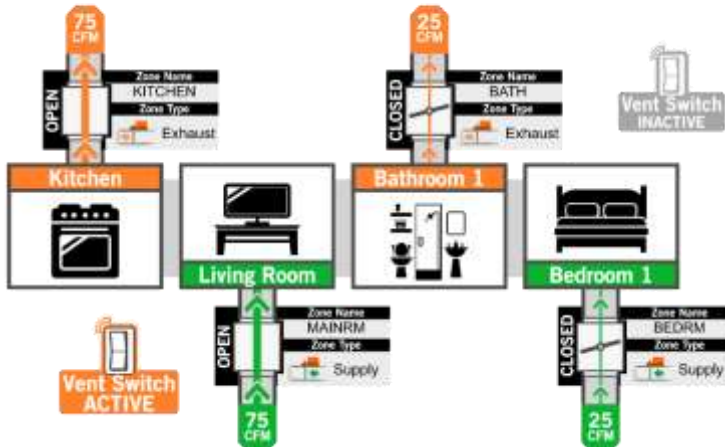 75
CFM
OPEN
Zone Name
KITCHEN
Zone Type
Exhaust
Kitchen
25
CFM
CLOSED
Zone Name
BATH
Zone Type
Exhaust
Bathroom 1
Vent Switch
INACTIVE
Living Room
OPEN
Zone Name
MAINRM
Zone Type
Supply
75
CFM
Bedroom 1
CLOSED
Zone Name
BEDRM
Zone Type
Supply
25
CFM
Vent Switch
ACTIVE